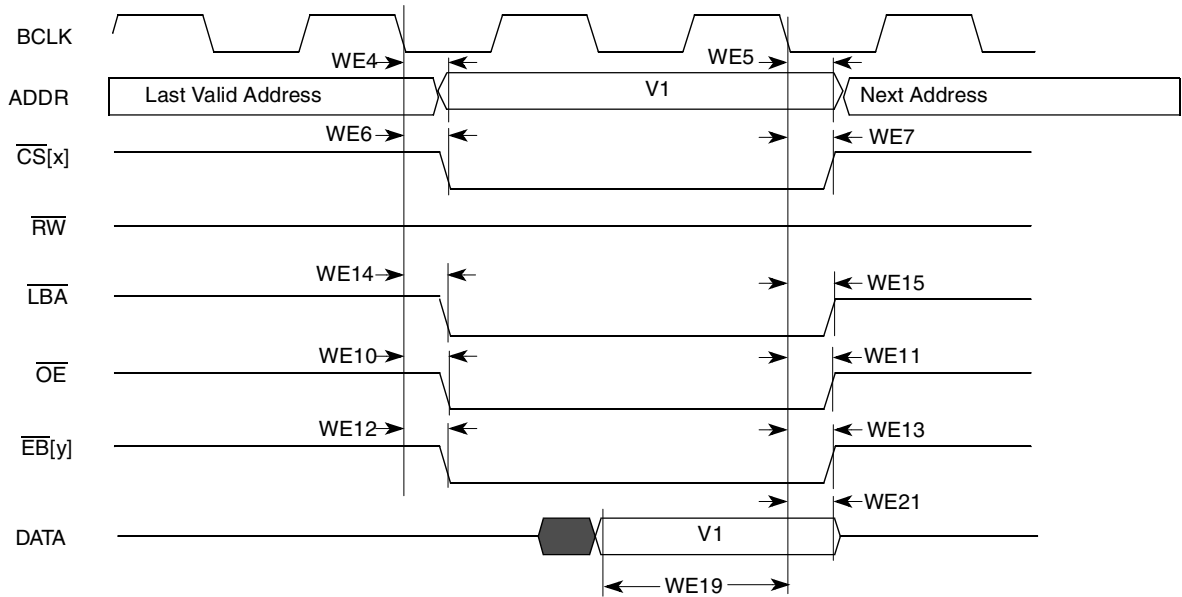 BCLK
WE4 WE5
ADDR Last Valid Address V1 Next Address
WE6 WE7
CS[x]
RW
WE14 WE15
LBA
WE10 WE11
OE
WE12 WE13
EB[y]
WE21
DATA V1
WE19